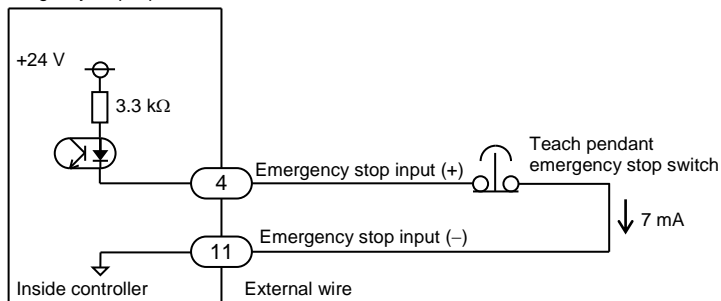 +24 V
3.3 kΩ
Teach pendant
emergency stop switch
4
Emergency stop input (+)
7 mA
11
Emergency stop input (−)
Inside controller
External wire